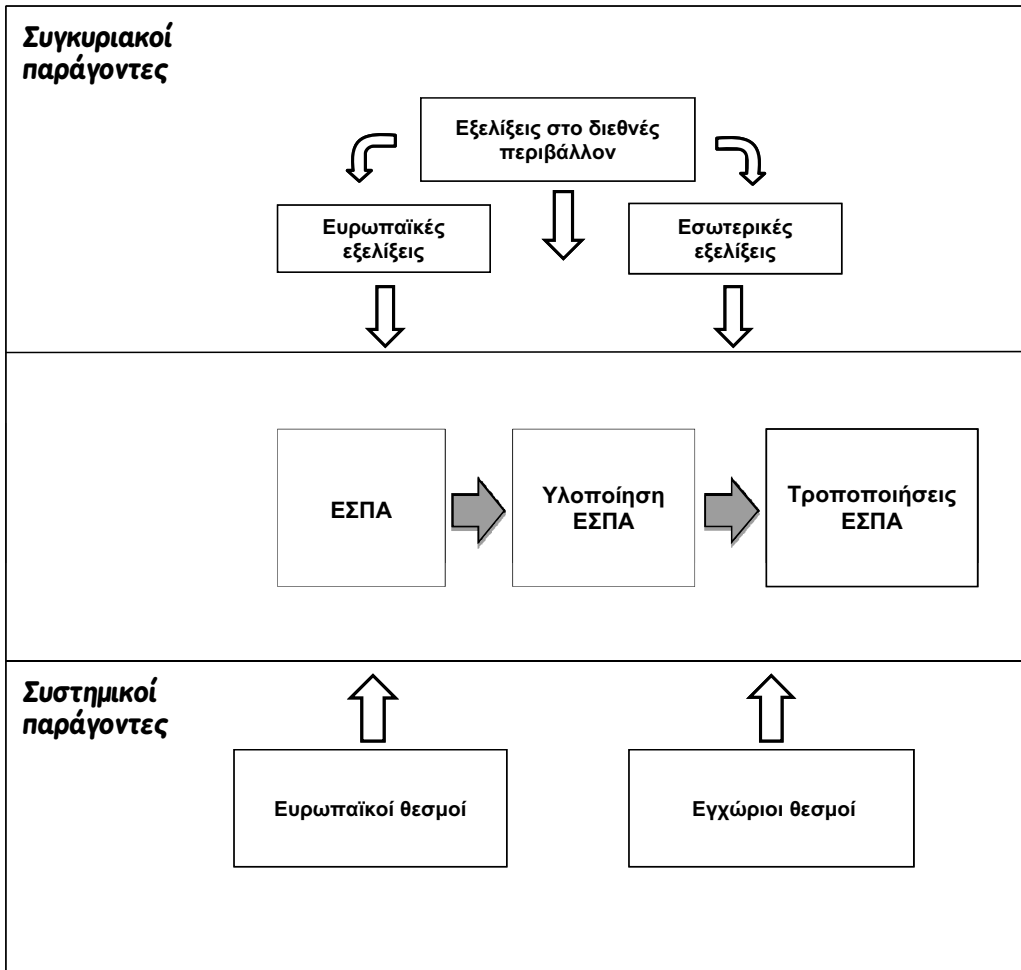 Συγκυριακοί
παράγοντες
Εξελίξεις στο διεθνές
περιβάλλον
Ευρωπαϊκές
εξελίξεις
Εσωτερικές
εξελίξεις
ΕΣΠΑ
Υλοποίηση
ΕΣΠΑ
Τροποποιήσεις
ΕΣΠΑ
Συστημικοί
παράγοντες
Ευρωπαϊκοί θεσμοί
Εγχώριοι θεσμοί